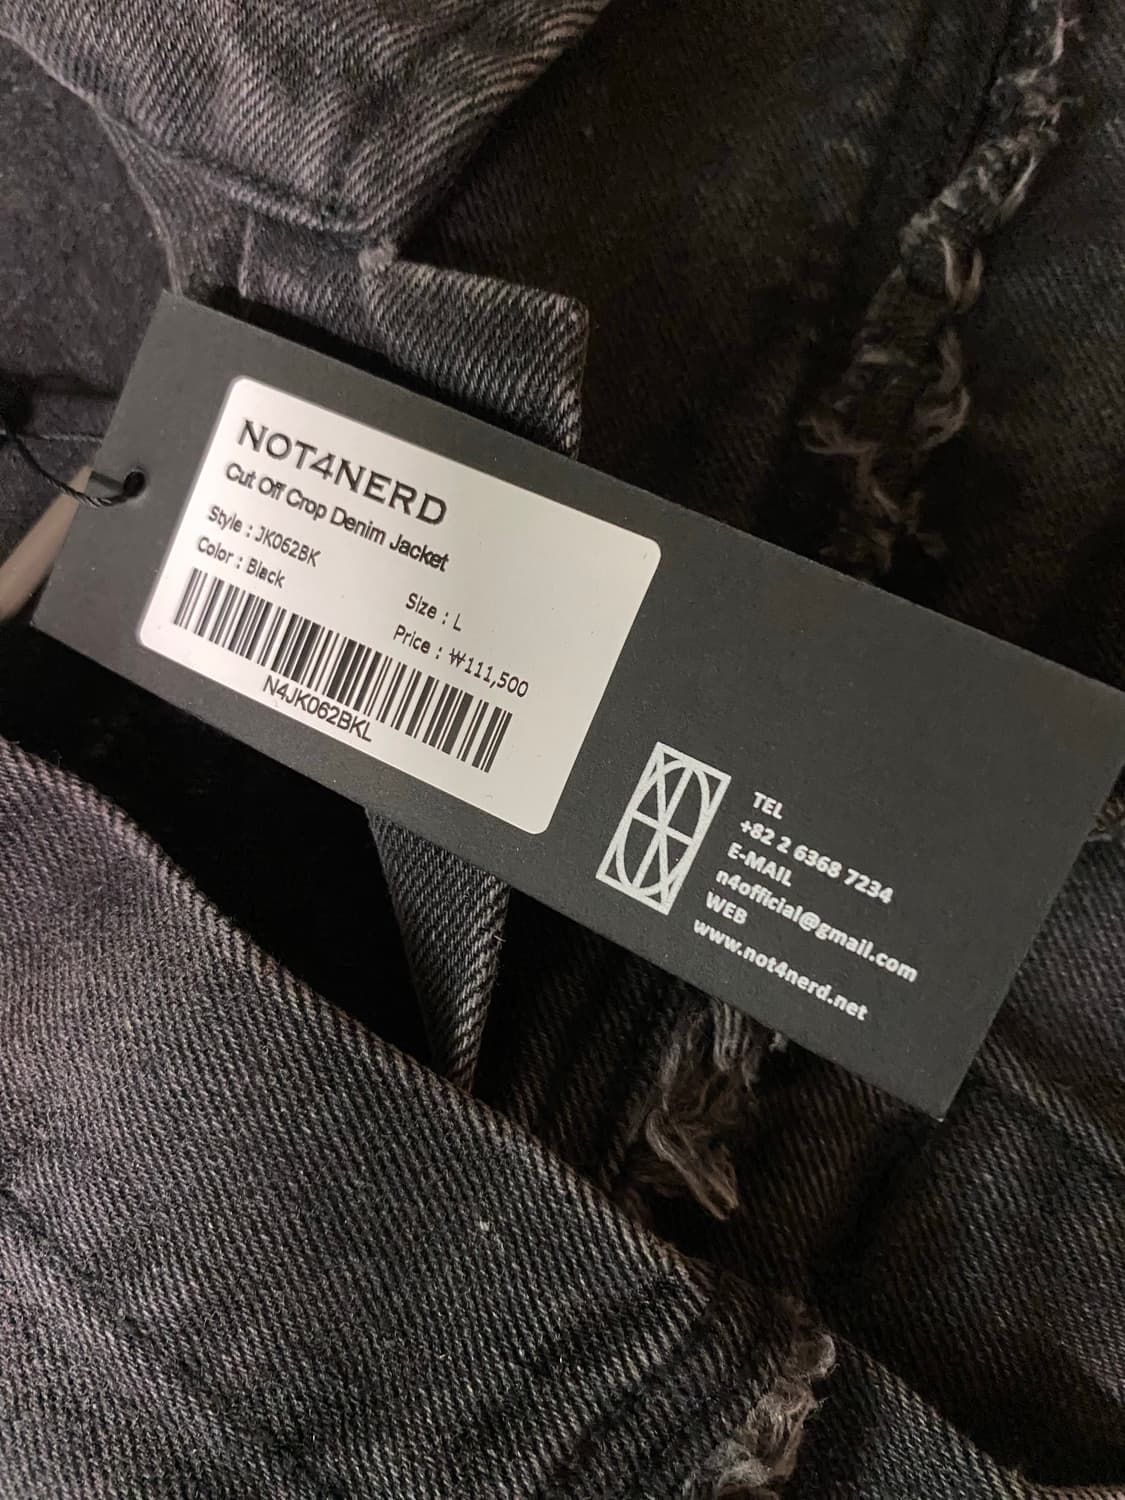 NOT4NERD
Cut Off Crop Denim Jacket
Style : JK062BK
Color : Black
Size : L
Price : ₩111,500
N4JK062BKL
TEL
+82 2 6368 7234
E-MAIL
n4official@gmail.com
WEB
www.not4nerd.net